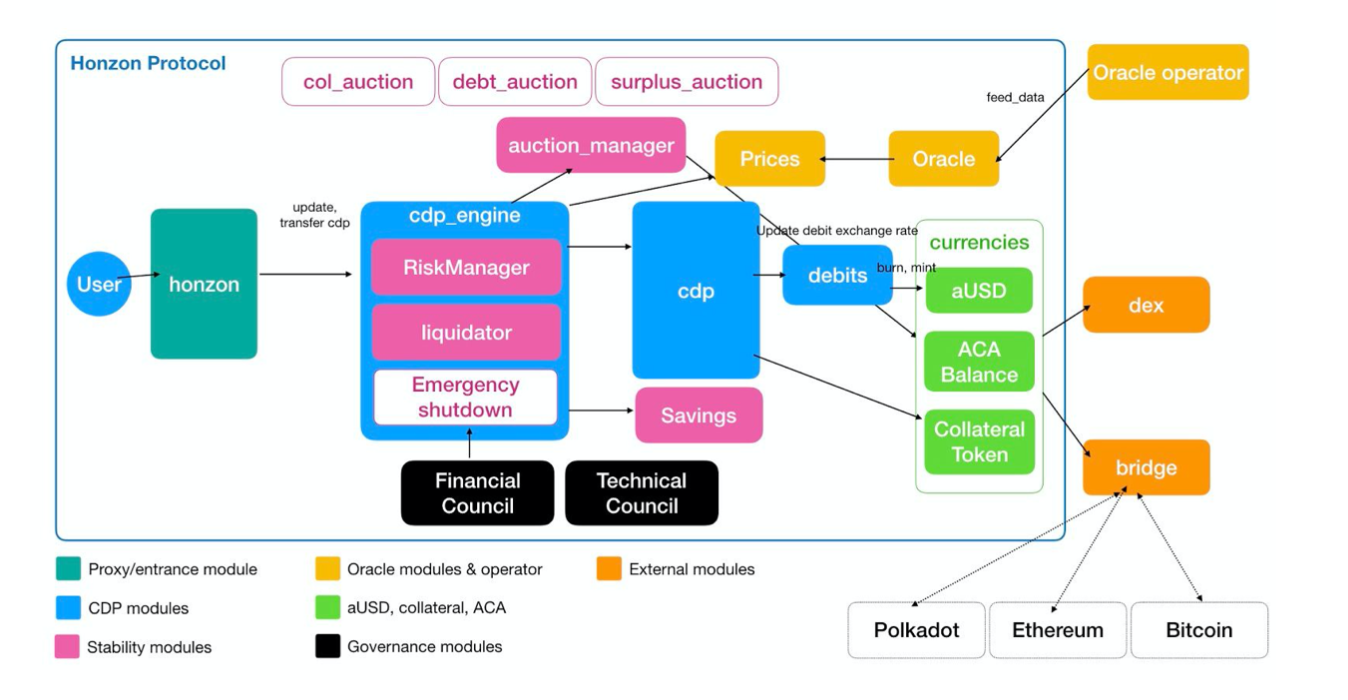 Honzon Protocol
col_auction
debt_auction
surplus_auction
Oracle operator
feed_data
auction_manager
Prices
Oracle
update,
transfer cdp
cdp_engine
RiskManager
liquidator
Emergency
shutdown
User
honzon
cdp
Update debit exchange rate
debits
burn, mint
currencies
aUSD
ACA
Balance
Collateral
Token
dex
bridge
Savings
Financial
Council
Technical
Council
Proxy/entrance module
CDP modules
Stability modules
Oracle modules & operator
aUSD, collateral, ACA
Governance modules
External modules
Polkadot
Ethereum
Bitcoin